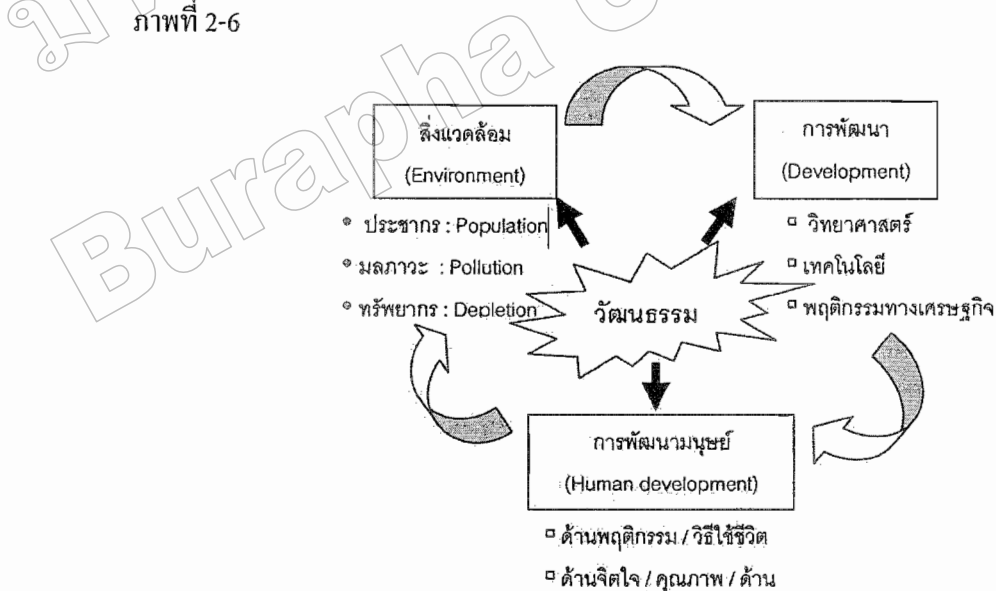 ภาพที่ 2-6
Burapha
สิ่งแวดล้อม
(Environment)
การพัฒนา
(Development)
ประชากร : Population
มลภาวะ : Pollution
ทรัพยากร : Depletion
วัฒนธรรม
วิทยาศาสตร์
เทคโนโลยี
พฤติกรรมทางเศรษฐกิจ
การพัฒนามนุษย์
(Human development)
ด้านพฤติกรรม / วิธีใช้ชีวิต
ด้านจิตใจ / คุณภาพ / ด้าน